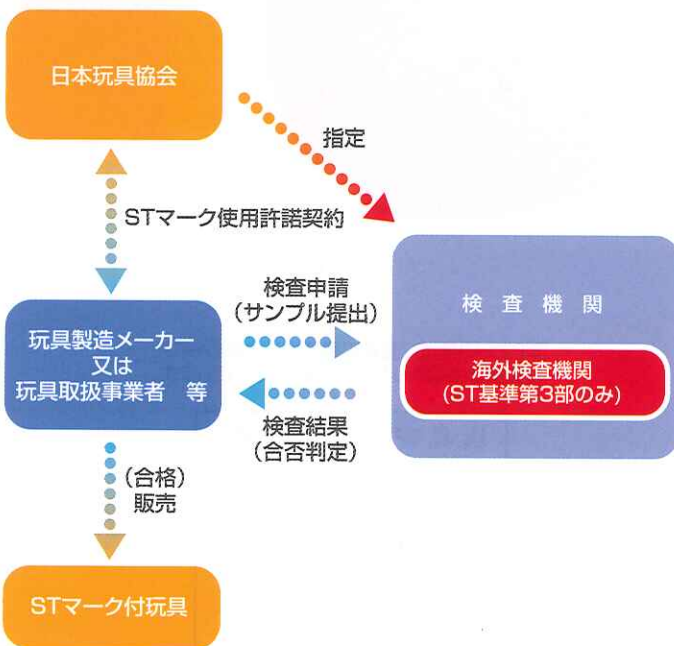 日本玩具協会
指定
STマーク使用許諾契約
検査申請
(サンプル提出)
検査機関
玩具製造メーカー
又は
玩具取扱事業者 等
海外検査機関
(ST基準第3部のみ)
検査結果
(合否判定)
(合格)
販売
STマーク付玩具